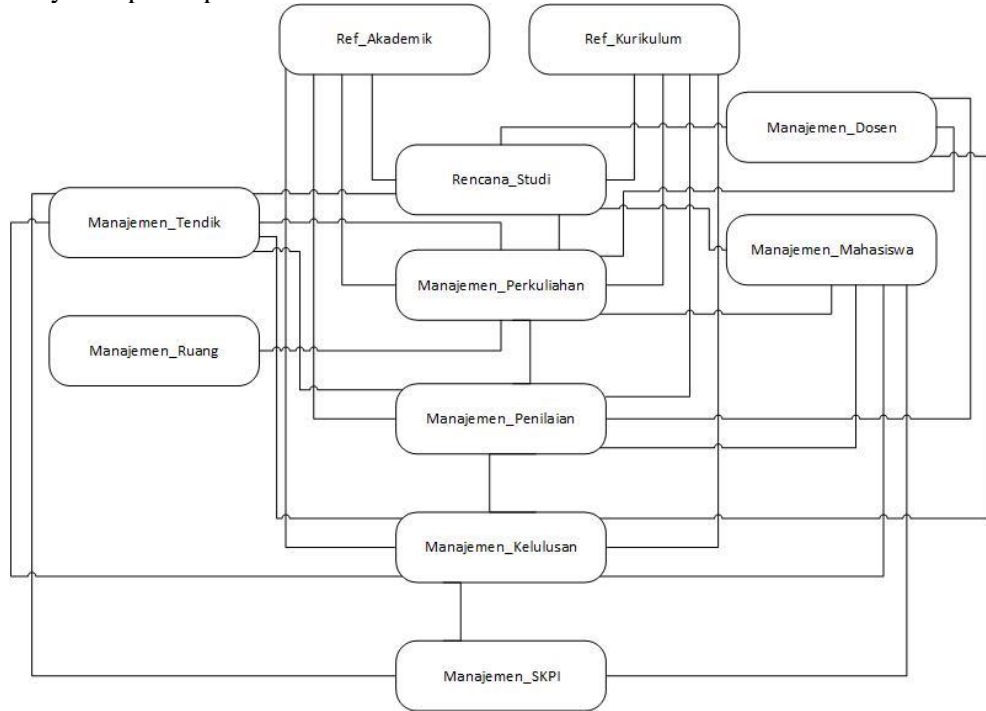 Ref_Akademik
Ref_Kurikulum
Manajemen_Dosen
Rencana_Studi
Manajemen_Tendik
Manajemen_Mahasiswa
Manajemen_Perkuliahan
Manajemen_Ruang
Manajemen_Penilaian
Manajemen_Kelulusan
Manajemen_SKPI